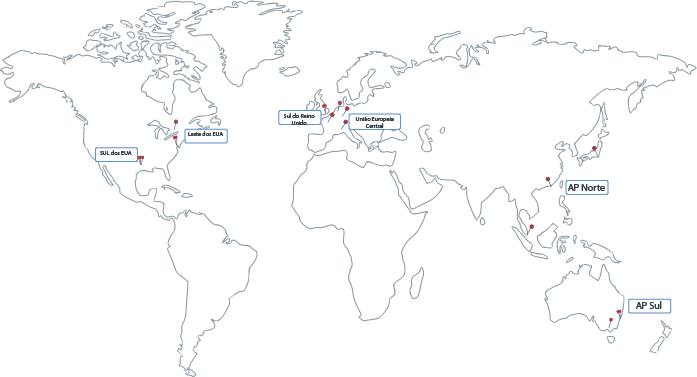 Sul do Reino
Unido
União Europeia
Central
Leste dos EUA
SUL dos EUA
AP Norte
AP Sul